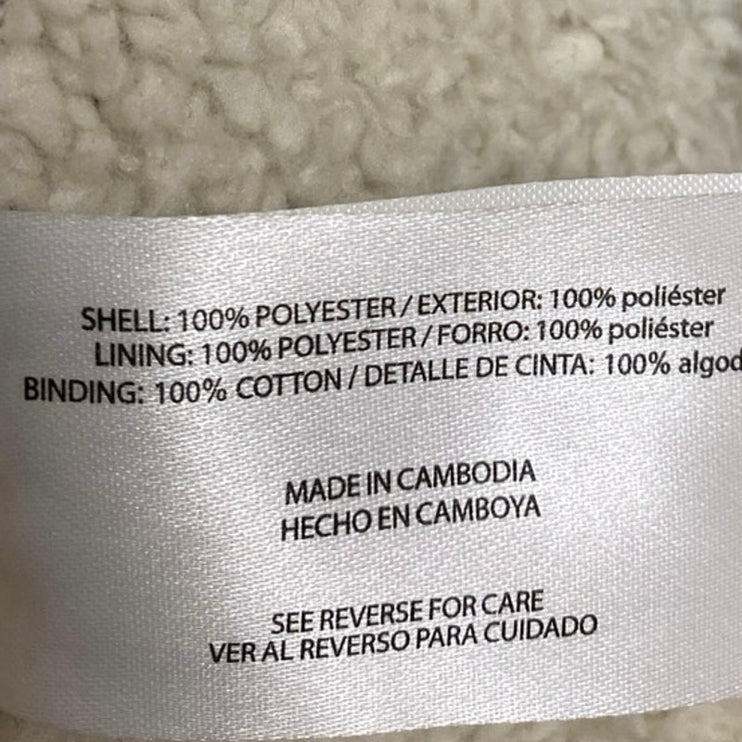 SHELL: 100% POLYESTER / EXTERIOR: 100% poliéster
LINING: 100% POLYESTER / FORRO: 100% poliéster
BINDING: 100% COTTON / DETALLE DE CINTA: 100% algod
MADE IN CAMBODIA
HECHO EN CAMBOYA
SEE REVERSE FOR CARE
VER AL REVERSO PARA CUIDADO